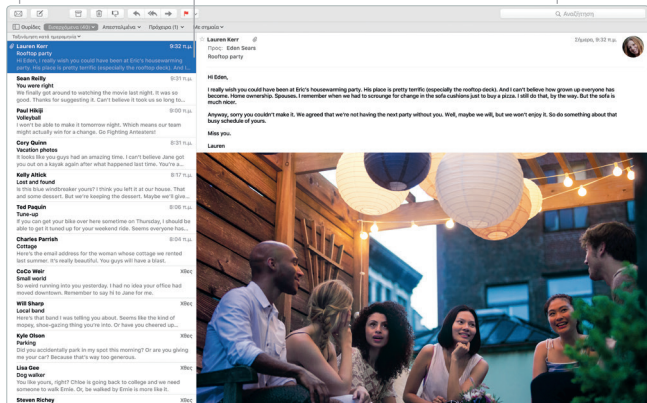 Αναζήτηση
Θυρίδες Εισερχόμενα (49) Απεσταλμένα Πρόχειρα (1) Με σημαία
Ταξινόμηση κατά ημερομηνία
Lauren Kerr 9:32 π.μ.
Rooftop party
Hi Eden, I really wish you could have been at Eric's housewarming
party. His place is pretty terrific (especially the rooftop deck). And I...
Sean Reilly 9:31 π.μ.
You were right
We finally got around to watching the movie last night. It was so
good. Thanks for suggesting it. Can't believe it took us so long to...
Paul Hikiji 9:00 π.μ.
Volleyball
I won't be able to make it tomorrow night. Which means our team
might actually win for a change. Go Fighting Anteaters!
Cory Quinn 8:31 π.μ.
Vacation photos
It looks like you guys had an amazing time. I can't believe Jane got
you out on a kayak again after what happened last time. You're a...
Kelly Altick 8:17 π.μ.
Lost and found
Is this blue windbreaker yours? I think you left it at our house. That
and some dessert. But we're keeping the dessert. Maybe we'll give...
Ted Paquin 8:06 π.μ.
Tune-up
If you can get your bike over here sometime on Thursday, I should be
able to get it tuned up for your weekend ride. Seems everyone has...
Charles Parrish 8:04 π.μ.
Cottage
Here's the email address for the woman whose cottage we rented
last summer. It's really beautiful. You guys will have a blast.
CoCo Weir Χθες
Small world
So weird running into you yesterday. I had no idea your office had
moved downtown. Remember to say hi to Jane for me.
Will Sharp Χθες
Local band
Here's that band I was telling you about. Seems like the kind of
mopey, shoe-gazing thing you're into. Or have you cheered up...
Kyle Olson Χθες
Parking
Did you accidentally park in my spot this morning? Or are you giving
me your car? Because that's way too generous.
Lisa Gee Χθες
Dog walker
You like yours, right? Chloe is going back to college and we need
someone to walk Ernie. Or, be walked by Ernie is more like it.
Steven Richey Χθες
Lauren Kerr Σήμερα, 9:32 π.μ.
Προς: Eden Sears
Rooftop party
Hi Eden,
I really wish you could have been at Eric's housewarming party. His place is pretty terrific (especially the rooftop deck). And I can't believe how grown up everyone has
become. Home ownership. Spouses. I remember when we had to scrounge for change in the sofa cushions just to buy a pizza. I still do that, by the way. But the sofa is
much nicer.
Anyway, sorry you couldn't make it. We agreed that we're not having the next party without you. Well, maybe we will, but we won't enjoy it. So do something about that
busy schedule of yours.
Miss you.
Lauren